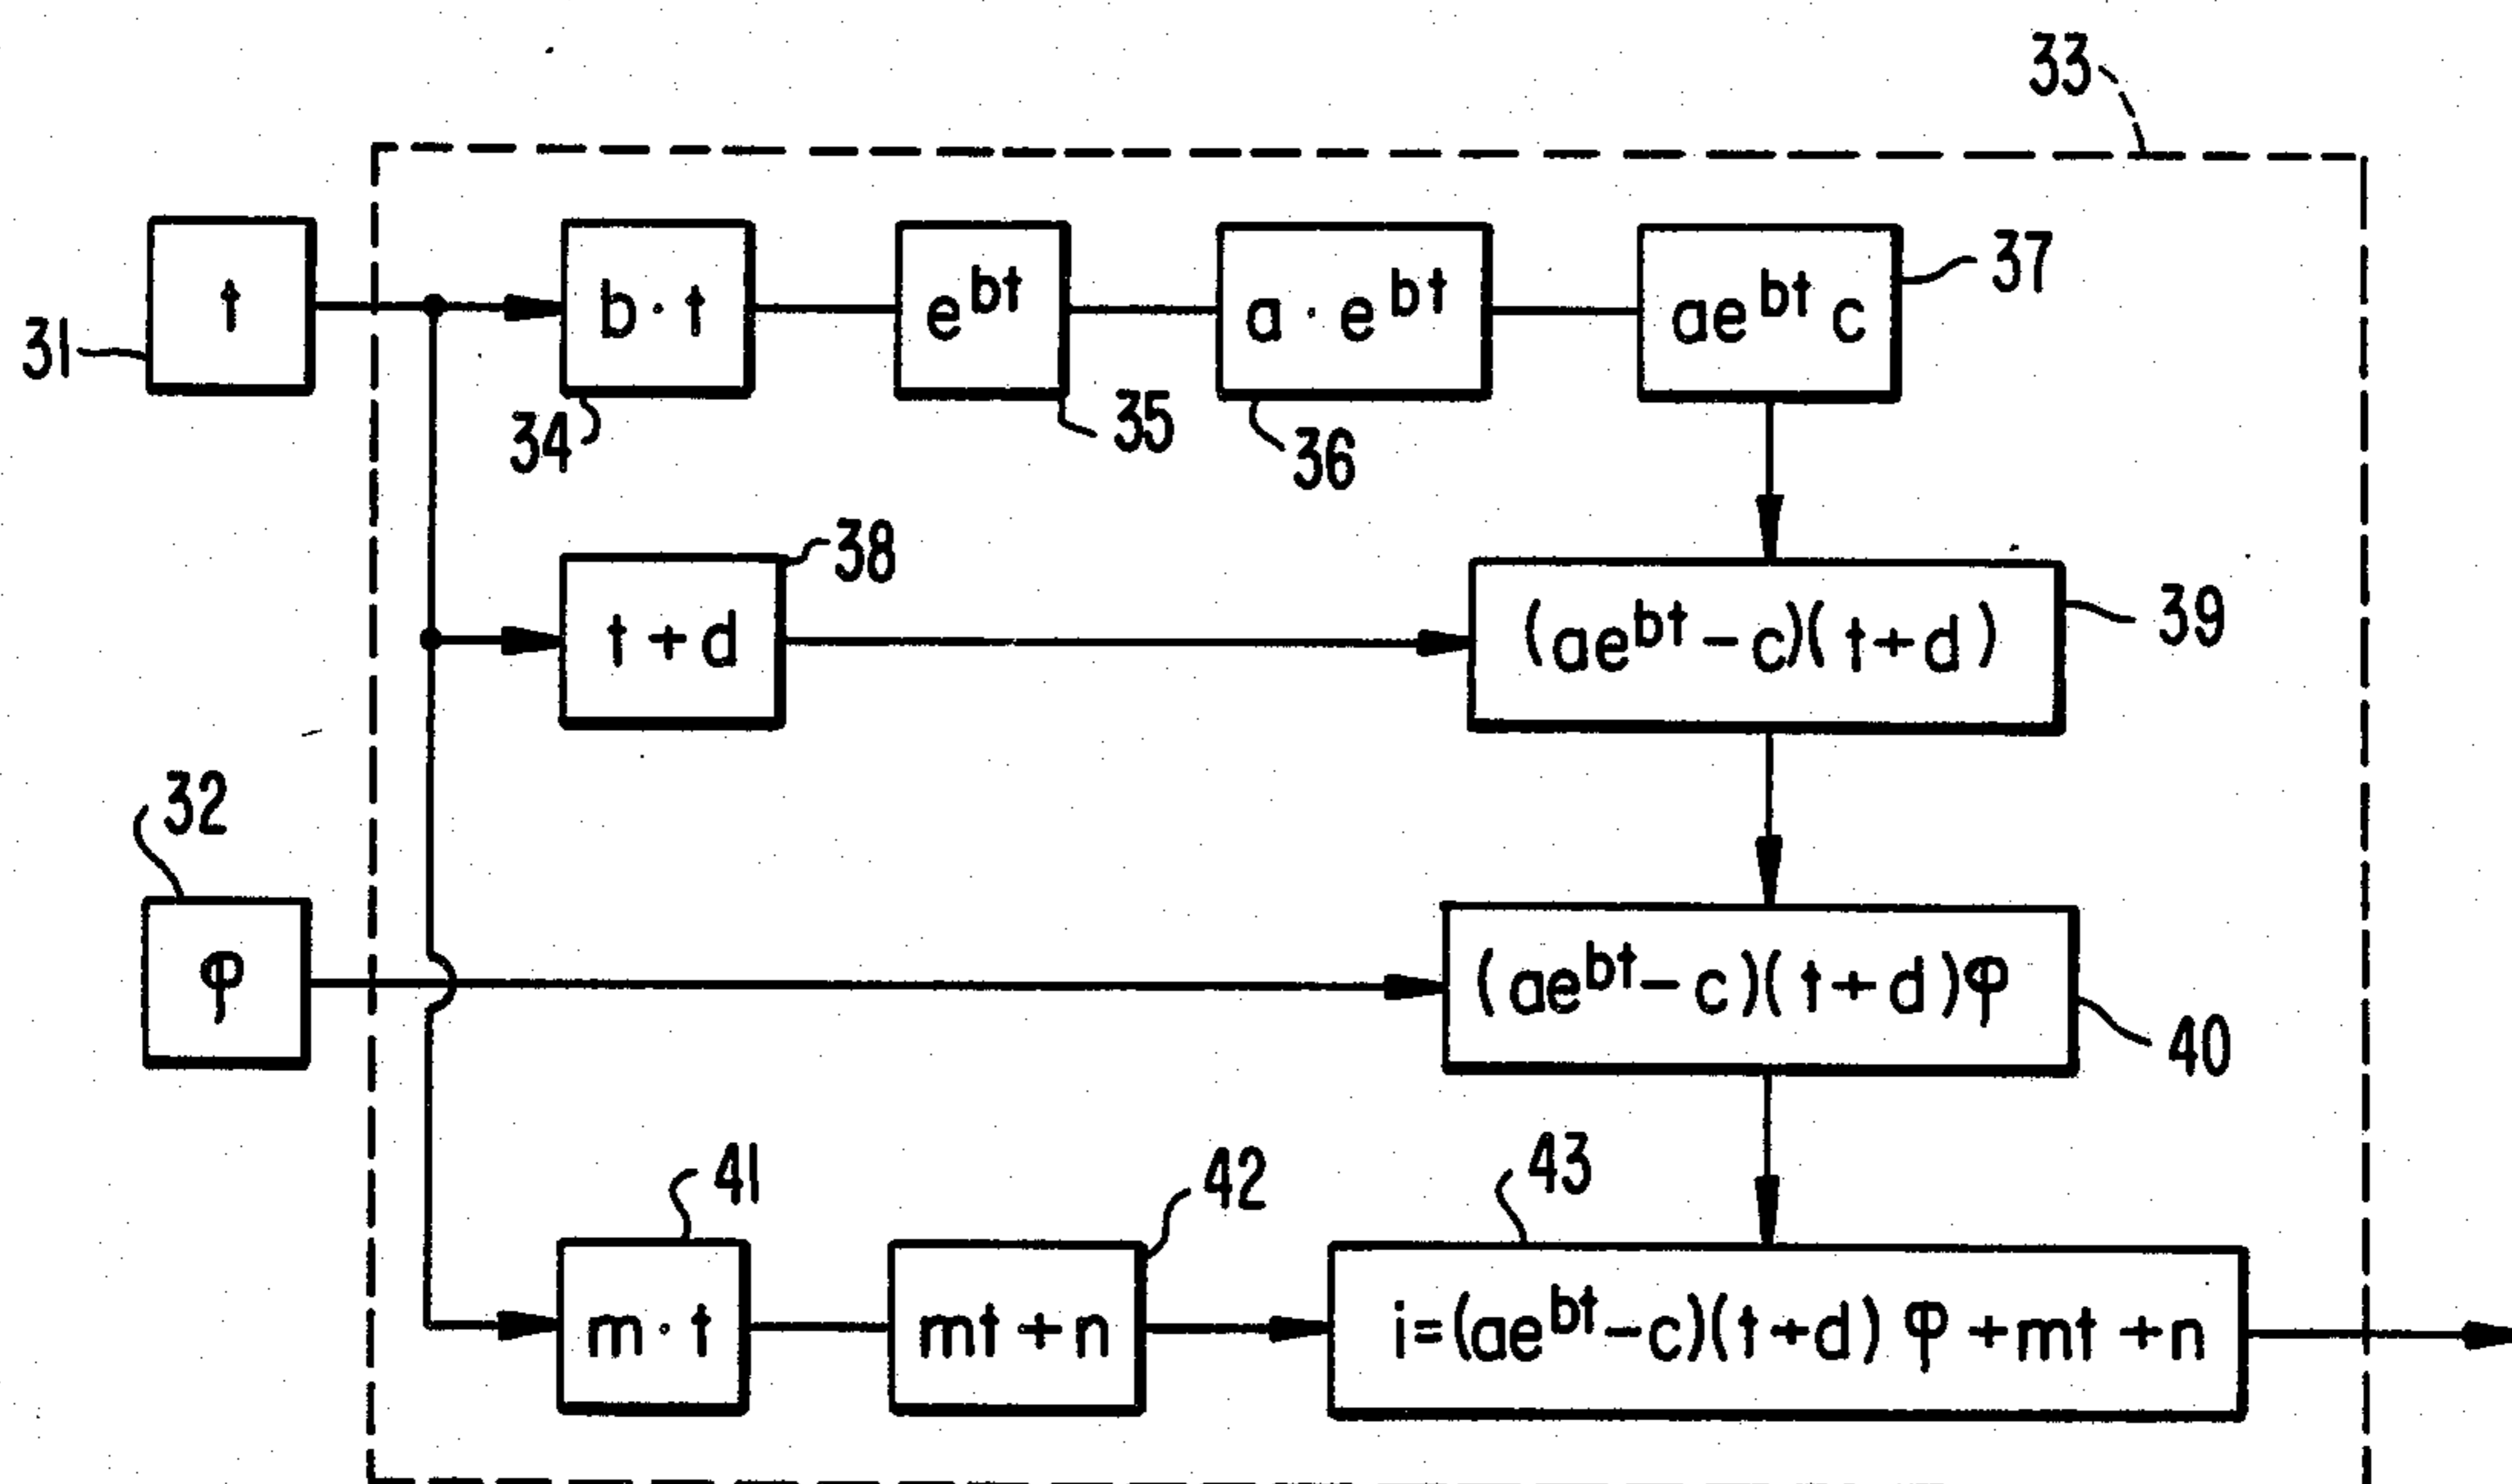 33
31
t
b · t
e^bt
a · e^bt
ae^bt c
37
34
35
36
38
t + d
(ae^bt - c)(t+d)
39
32
φ
(ae^bt - c)(t+d)φ
40
41
42
43
m · t
mt + n
i=(ae^bt - c)(t+d) φ +mt +n